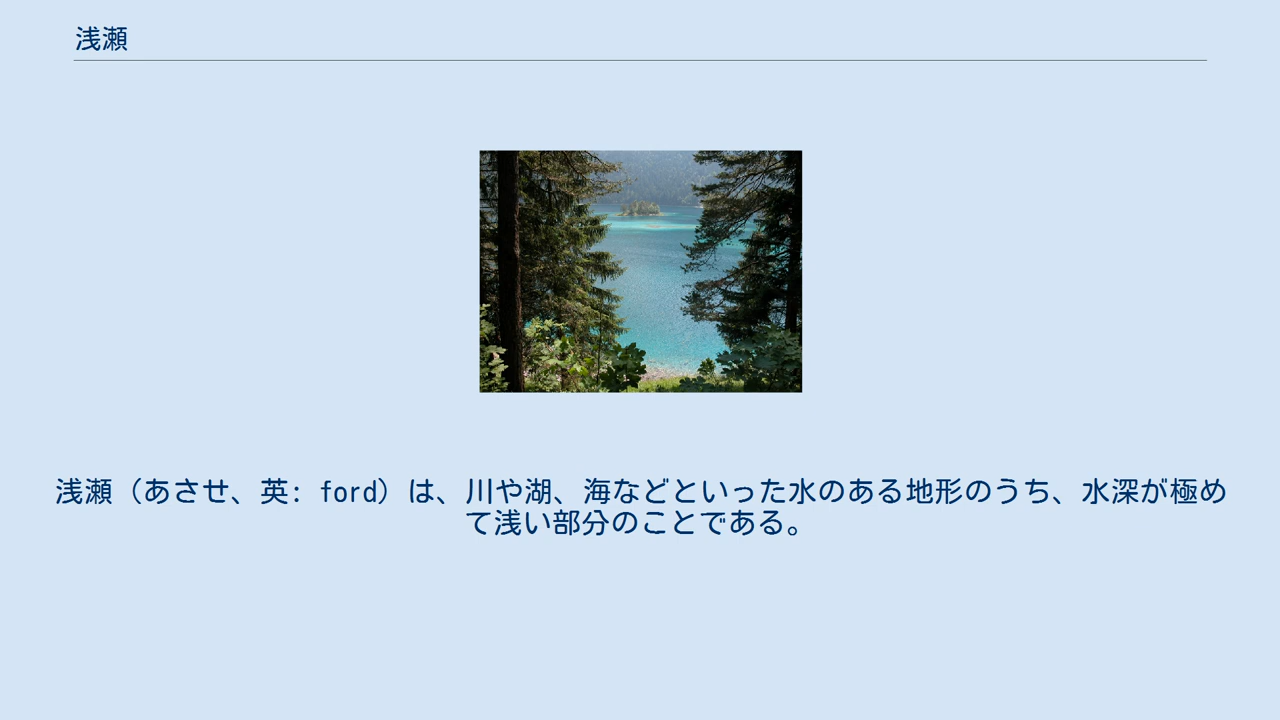 浅瀬
浅瀬（あさせ、英: ford）は、川や湖、海などといった水のある地形のうち、水深が極め
て浅い部分のことである。